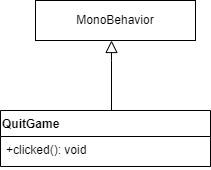 MonoBehavior
QuitGame
+clicked(): void